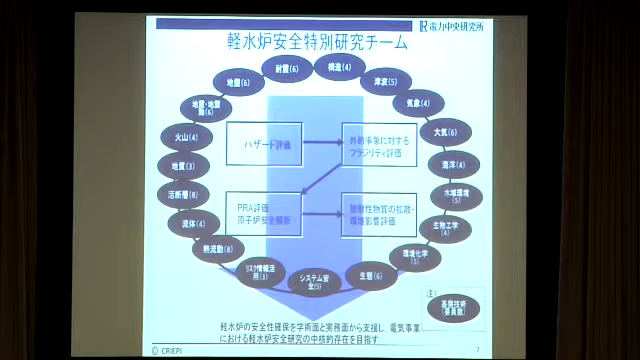 電力中央研究所
軽水炉安全特別研究チーム
耐震(6)
構造(4)
地盤(6)
津波(5)
地震・地震
動(6)
気象(4)
火山(4)
大気(6)
地質(3)
海洋(4)
活断層(8)
水域環境
(5)
流体(4)
生物工学
(4)
熱流動(8)
環境化学
(5)
リスク情報活
用(3)
システム安
全(5)
生態(6)
ハザード評価
外的事象に対する
フラジリティ評価
PRA評価
原子炉安全解析
放射性物質の拡散・
環境影響評価
注)
基盤技術
(要員数)
軽水炉の安全性確保を学術面と実務面から支援し、電気事業
における軽水炉安全研究の中核的存在を目指す
© CRIEPI
7